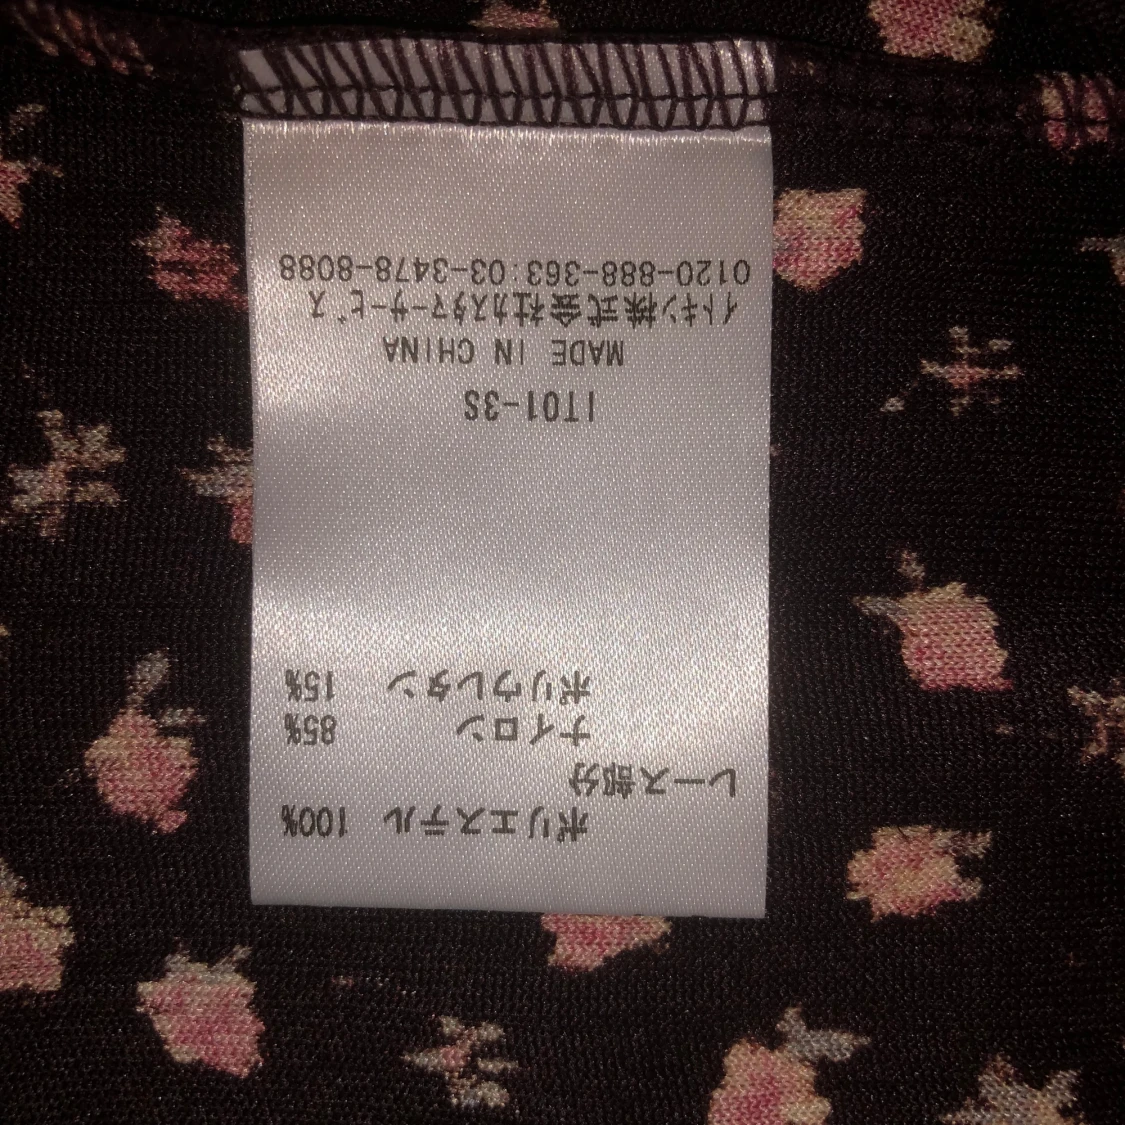 ポリエステル 100%
レース部分
ナイロン 85%
ポリウレタン 15%
IT01-3S
MADE IN CHINA
イトキン株式会社カスタマーサービス
0120-888-363:03-3478-8088